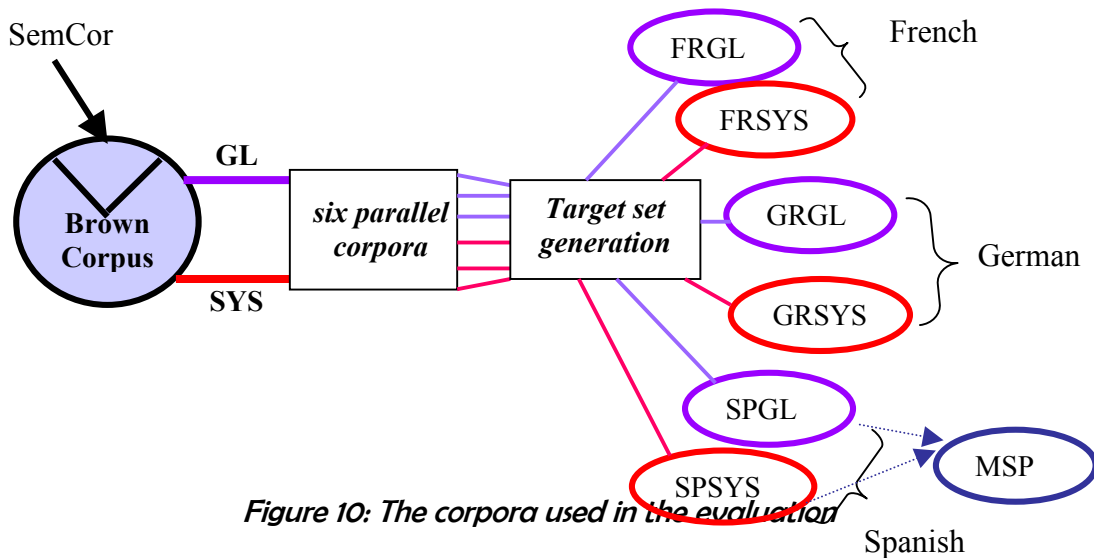 SemCor
Brown
Corpus
GL
SYS
six parallel
corpora
Target set
generation
FRGL
FRSYS
French
GRGL
GRSYS
German
SPGL
SPSYS
MSP
Spanish
Figure 10: The corpora used in the evaluation